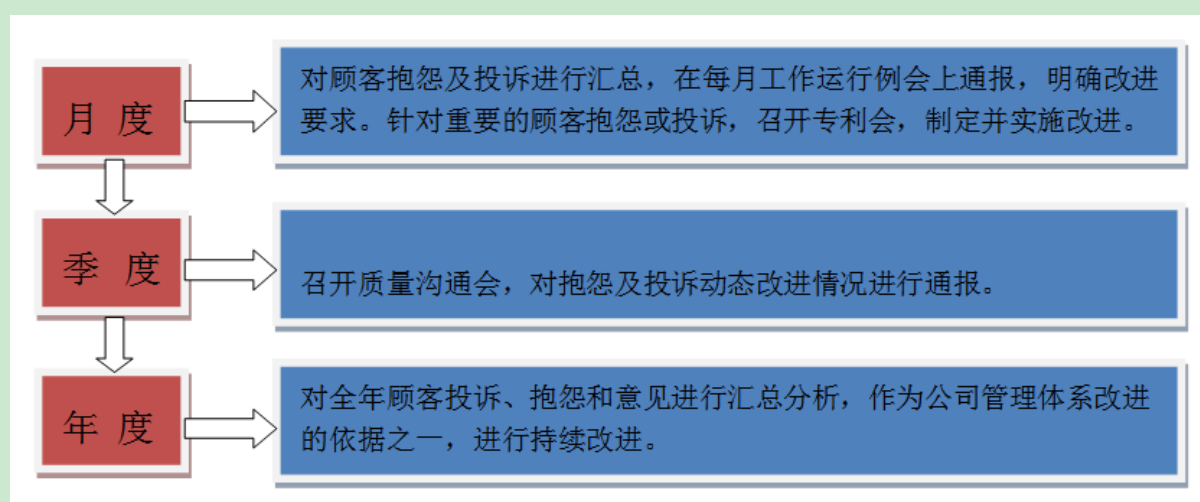 月 度
对顾客抱怨及投诉进行汇总，在每月工作运行例会上通报，明确改进
要求。针对重要的顾客抱怨或投诉，召开专利会，制定并实施改进。
季 度
召开质量沟通会，对抱怨及投诉动态改进情况进行通报。
年 度
对全年顾客投诉、抱怨和意见进行汇总分析，作为公司管理体系改进
的依据之一，进行持续改进。